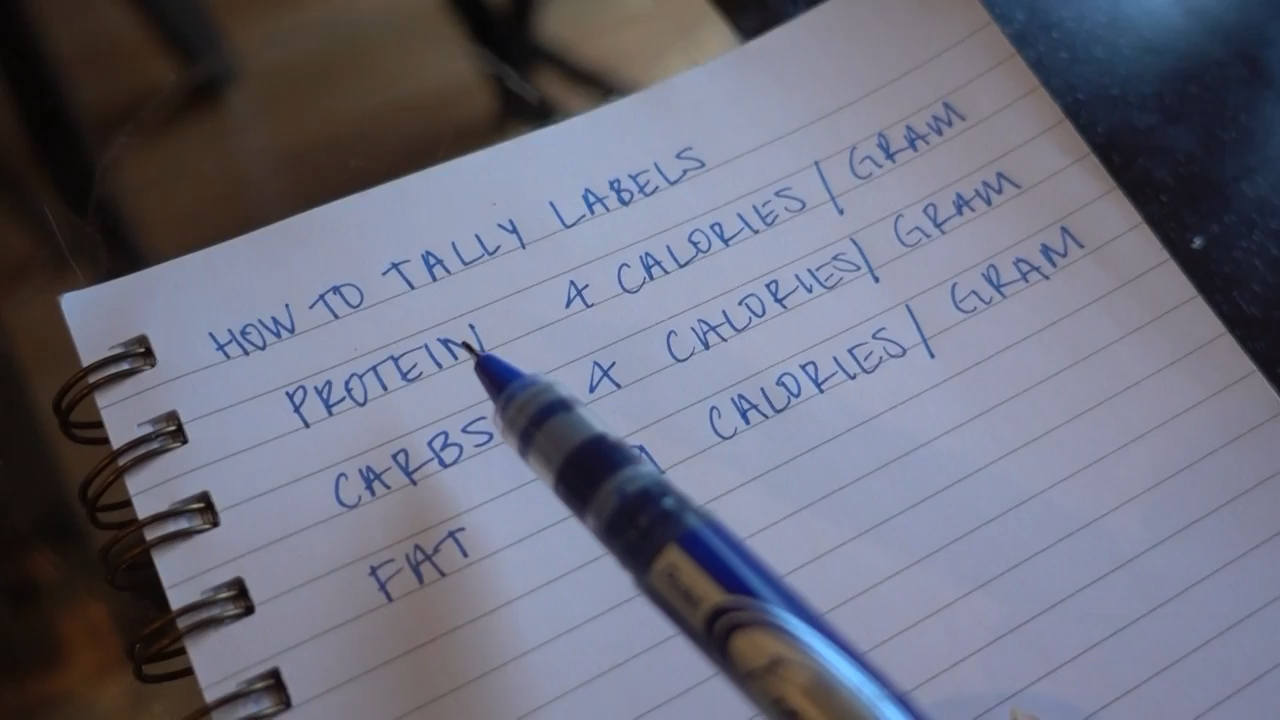 HOW TO TALLY LABELS
PROTEIN 4 CALORIES / GRAM
CARBS 4 CALORIES / GRAM
FAT CALORIES / GRAM